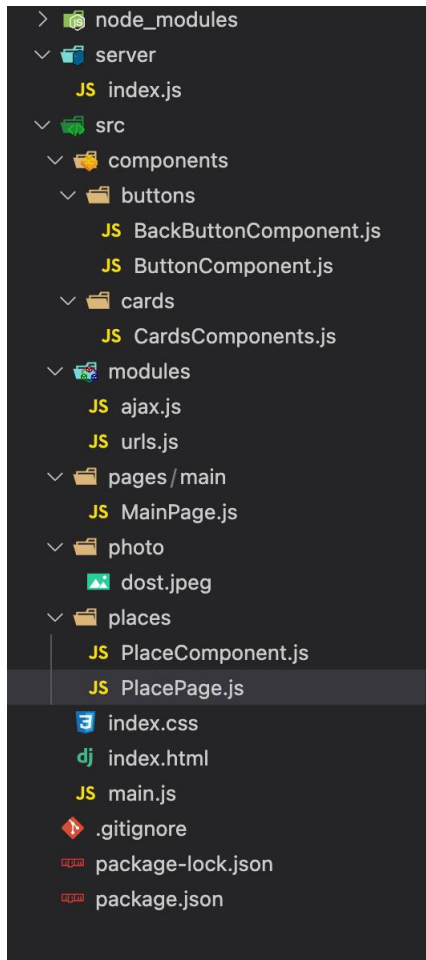 node_modules
server
JS index.js
src
components
buttons
JS BackButtonComponent.js
JS ButtonComponent.js
cards
JS CardsComponents.js
modules
JS ajax.js
JS urls.js
pages/main
JS MainPage.js
photo
dost.jpeg
places
JS PlaceComponent.js
JS PlacePage.js
index.css
dj index.html
JS main.js
.gitignore
npm package-lock.json
npm package.json